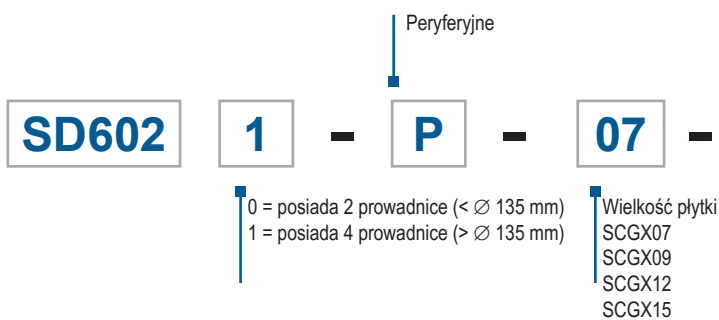 Peryferyjne
SD602 1 - P - 07 -
0 = posiada 2 prowadnice (< ∅ 135 mm)
1 = posiada 4 prowadnice (> ∅ 135 mm)
Wielkość płytki
SCGX07
SCGX09
SCGX12
SCGX15